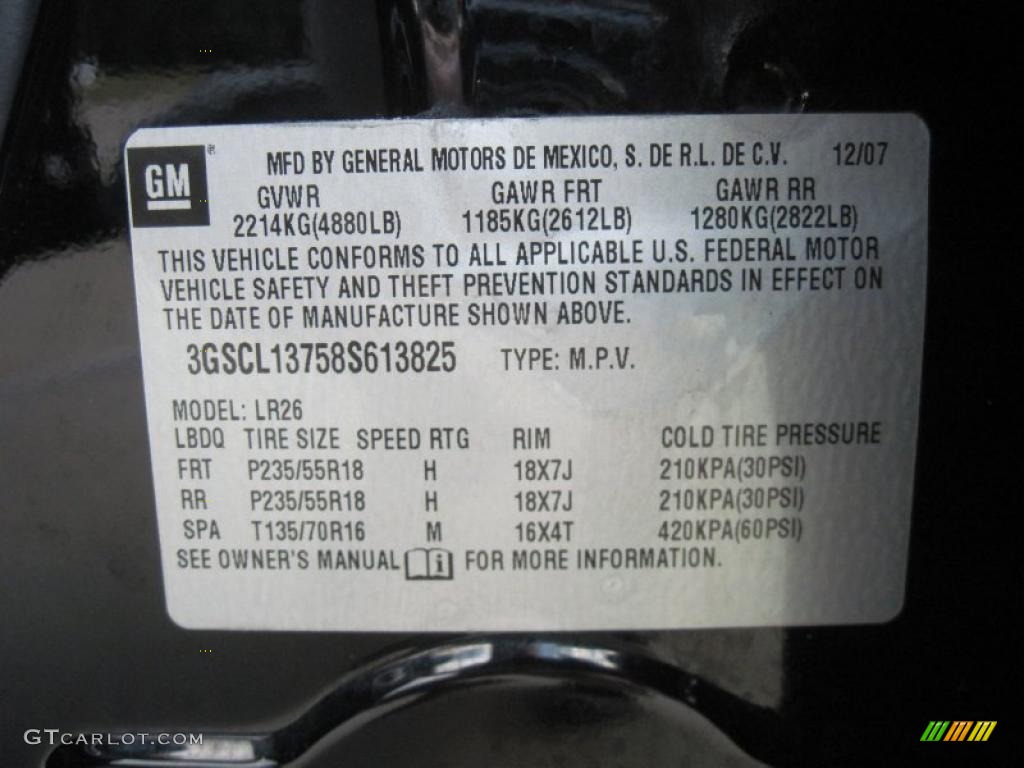 GM ® MFD BY GENERAL MOTORS DE MEXICO, S. DE R.L. DE C.V. 12/07
GVWR GAWR FRT GAWR RR
2214KG(4880LB) 1185KG(2612LB) 1280KG(2822LB)
THIS VEHICLE CONFORMS TO ALL APPLICABLE U.S. FEDERAL MOTOR
VEHICLE SAFETY AND THEFT PREVENTION STANDARDS IN EFFECT ON
THE DATE OF MANUFACTURE SHOWN ABOVE.
3GSCL13758S613825 TYPE: M.P.V.
MODEL: LR26
LBDQ TIRE SIZE SPEED RTG RIM COLD TIRE PRESSURE
FRT P235/55R18 H 18X7J 210KPA(30PSI)
RR P235/55R18 H 18X7J 210KPA(30PSI)
SPA T135/70R16 M 16X4T 420KPA(60PSI)
SEE OWNER'S MANUAL i FOR MORE INFORMATION.
GTCARLOT.COM